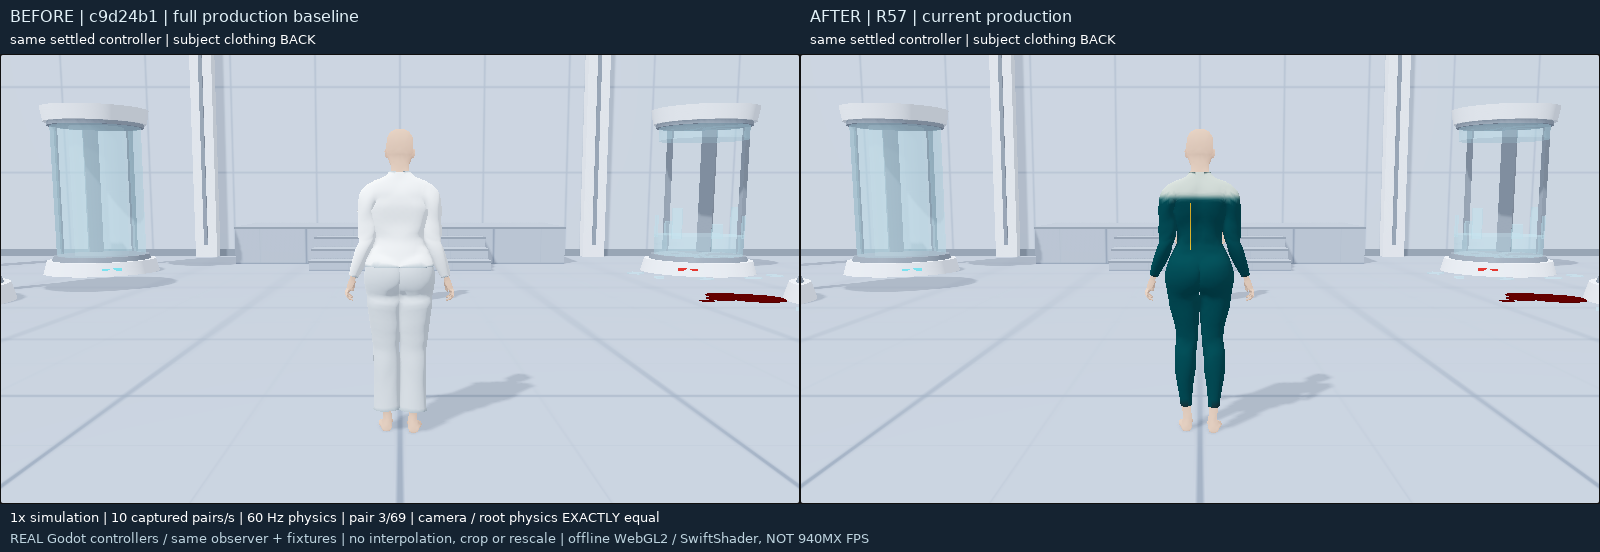 BEFORE | c9d24b1 | full production baseline
same settled controller | subject clothing BACK
AFTER | R57 | current production
same settled controller | subject clothing BACK
1x simulation | 10 captured pairs/s | 60 Hz physics | pair 3/69 | camera / root physics EXACTLY equal
REAL Godot controllers / same observer + fixtures | no interpolation, crop or rescale | offline WebGL2 / SwiftShader, NOT 940MX FPS